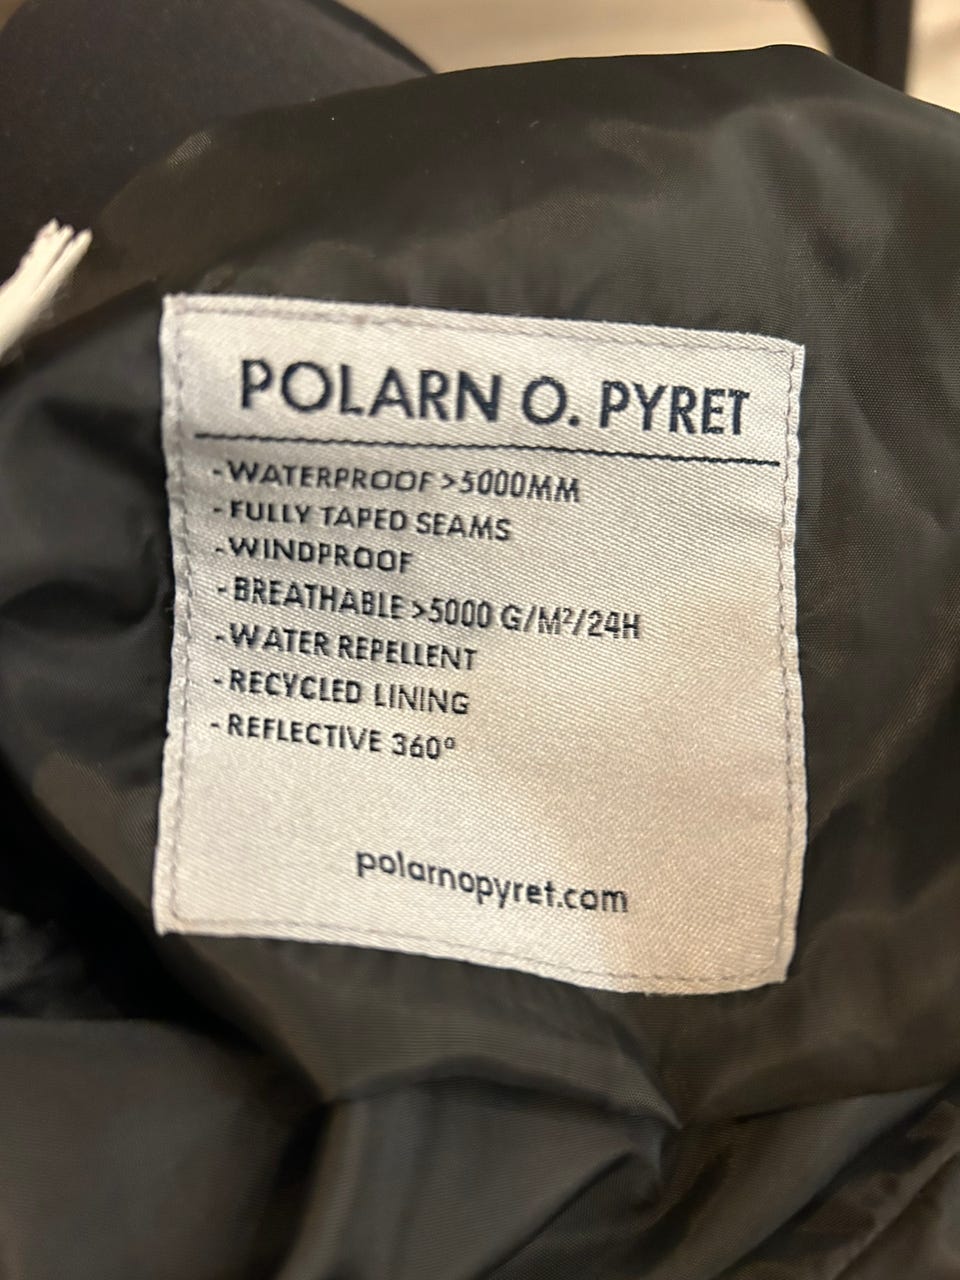 POLARN O. PYRET
-WATERPROOF >5000MM
-FULLY TAPED SEAMS
-WINDPROOF
-BREATHABLE >5000 G/M²/24H
-WATER REPELLENT
-RECYCLED LINING
-REFLECTIVE 360º
polarnopyret.com